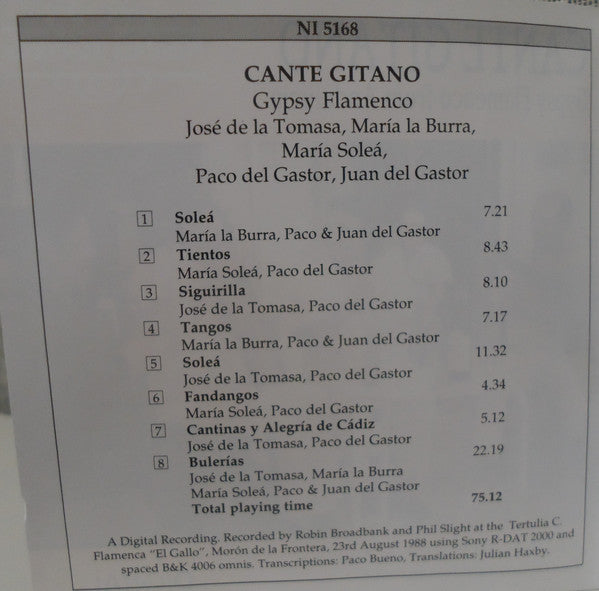 NI 5168
CANTE GITANO
Gypsy Flamenco
José de la Tomasa, María la Burra,
María Soleá,
Paco del Gastor, Juan del Gastor
1 Soleá 7.21
María la Burra, Paco & Juan del Gastor
2 Tientos 8.43
María Soleá, Paco del Gastor
3 Siguirilla 8.10
José de la Tomasa, Paco del Gastor
4 Tangos 7.17
María la Burra, Paco & Juan del Gastor
5 Soleá 11.32
José de la Tomasa, Paco del Gastor
6 Fandangos 4.34
María Soleá, Paco del Gastor
7 Cantinas y Alegría de Cádiz 5.12
José de la Tomasa, Paco del Gastor
8 Bulerías 22.19
José de la Tomasa, María la Burra
María Soleá, Paco & Juan del Gastor
Total playing time 75.12
A Digital Recording. Recorded by Robin Broadbank and Phil Slight at the Tertulia C.
Flamenca "El Gallo", Morón de la Frontera, 23rd August 1988 using Sony R-DAT 2000 and
spaced B&K 4006 omnis. Transcriptions: Paco Bueno, Translations: Julian Haxby.